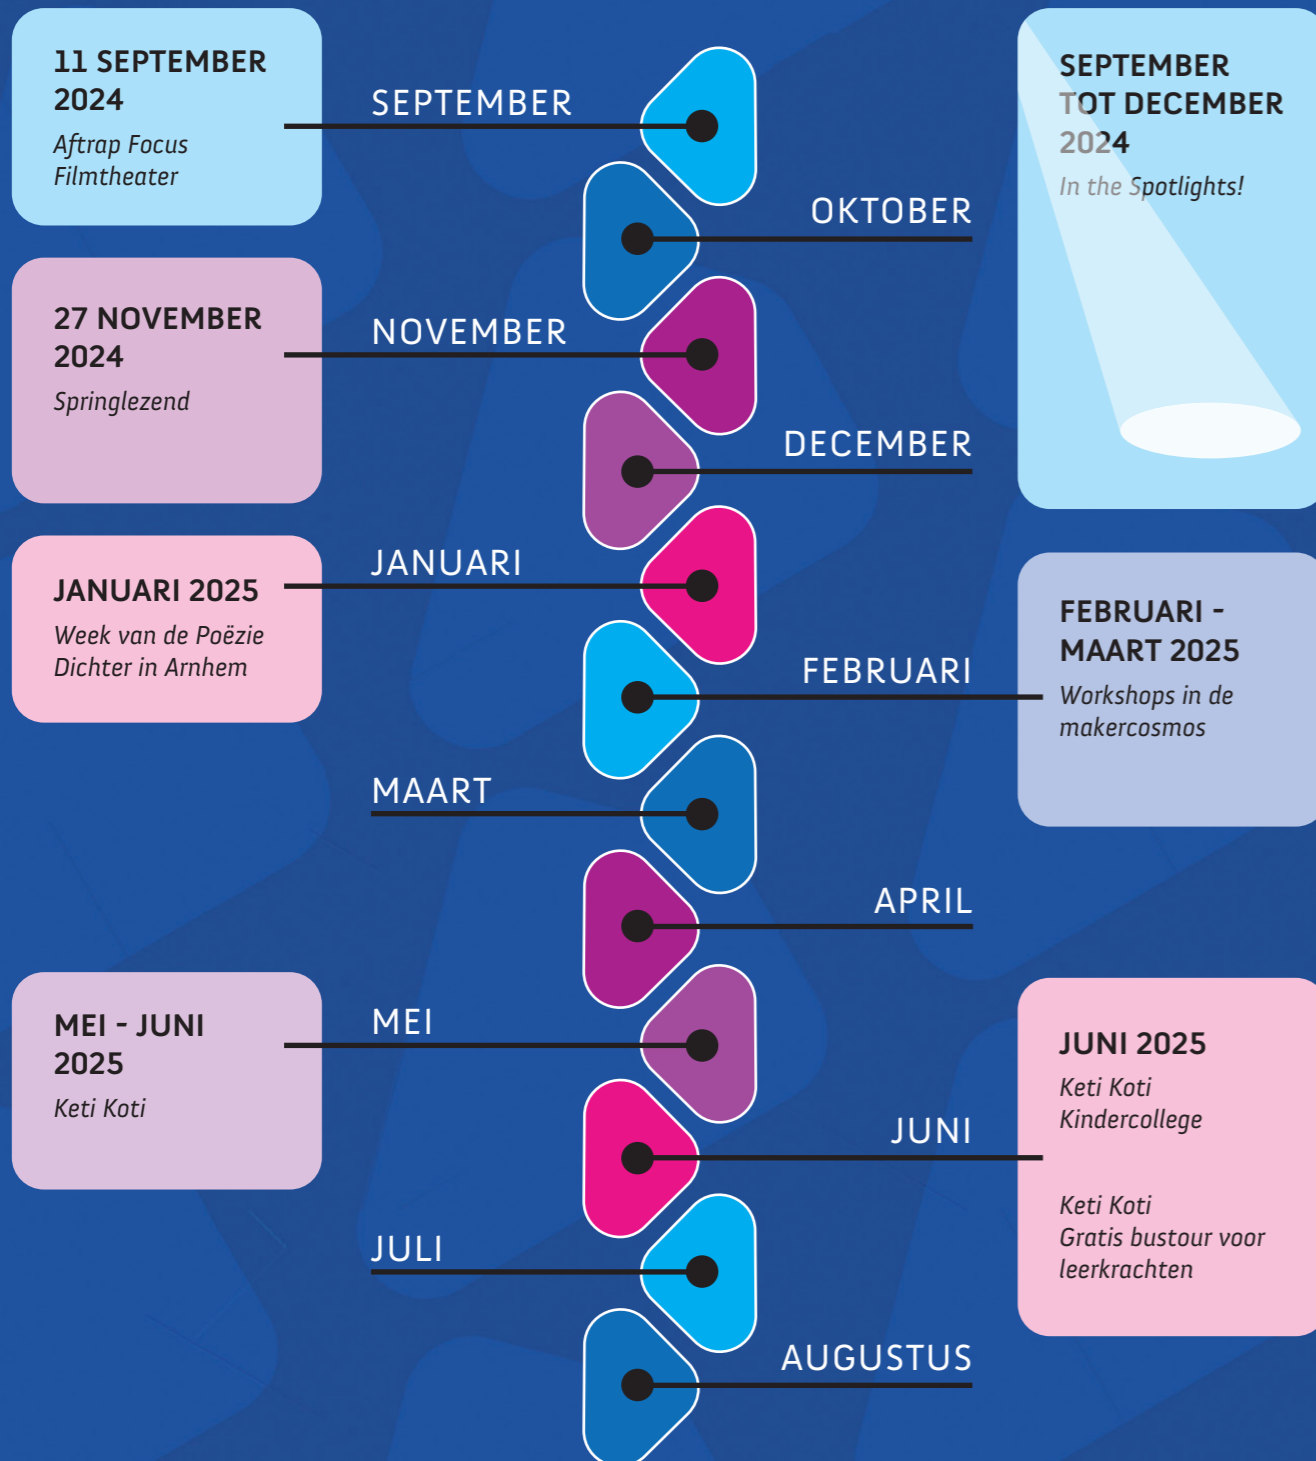 11 SEPTEMBER
2024
Aftrap Focus
Filmtheater
SEPTEMBER
SEPTEMBER
TOT DECEMBER
2024
In the Spotlights!
OKTOBER
27 NOVEMBER
2024
Springlezend
NOVEMBER
DECEMBER
JANUARI 2025
Week van de Poëzie
Dichter in Arnhem
JANUARI
FEBRUARI
FEBRUARI -
MAART 2025
Workshops in de
makercosmos
MAART
APRIL
MEI - JUNI
2025
Keti Koti
MEI
JUNI
JUNI 2025
Keti Koti
Kindercollege
Keti Koti
Gratis bustour voor
leerkrachten
JULI
AUGUSTUS